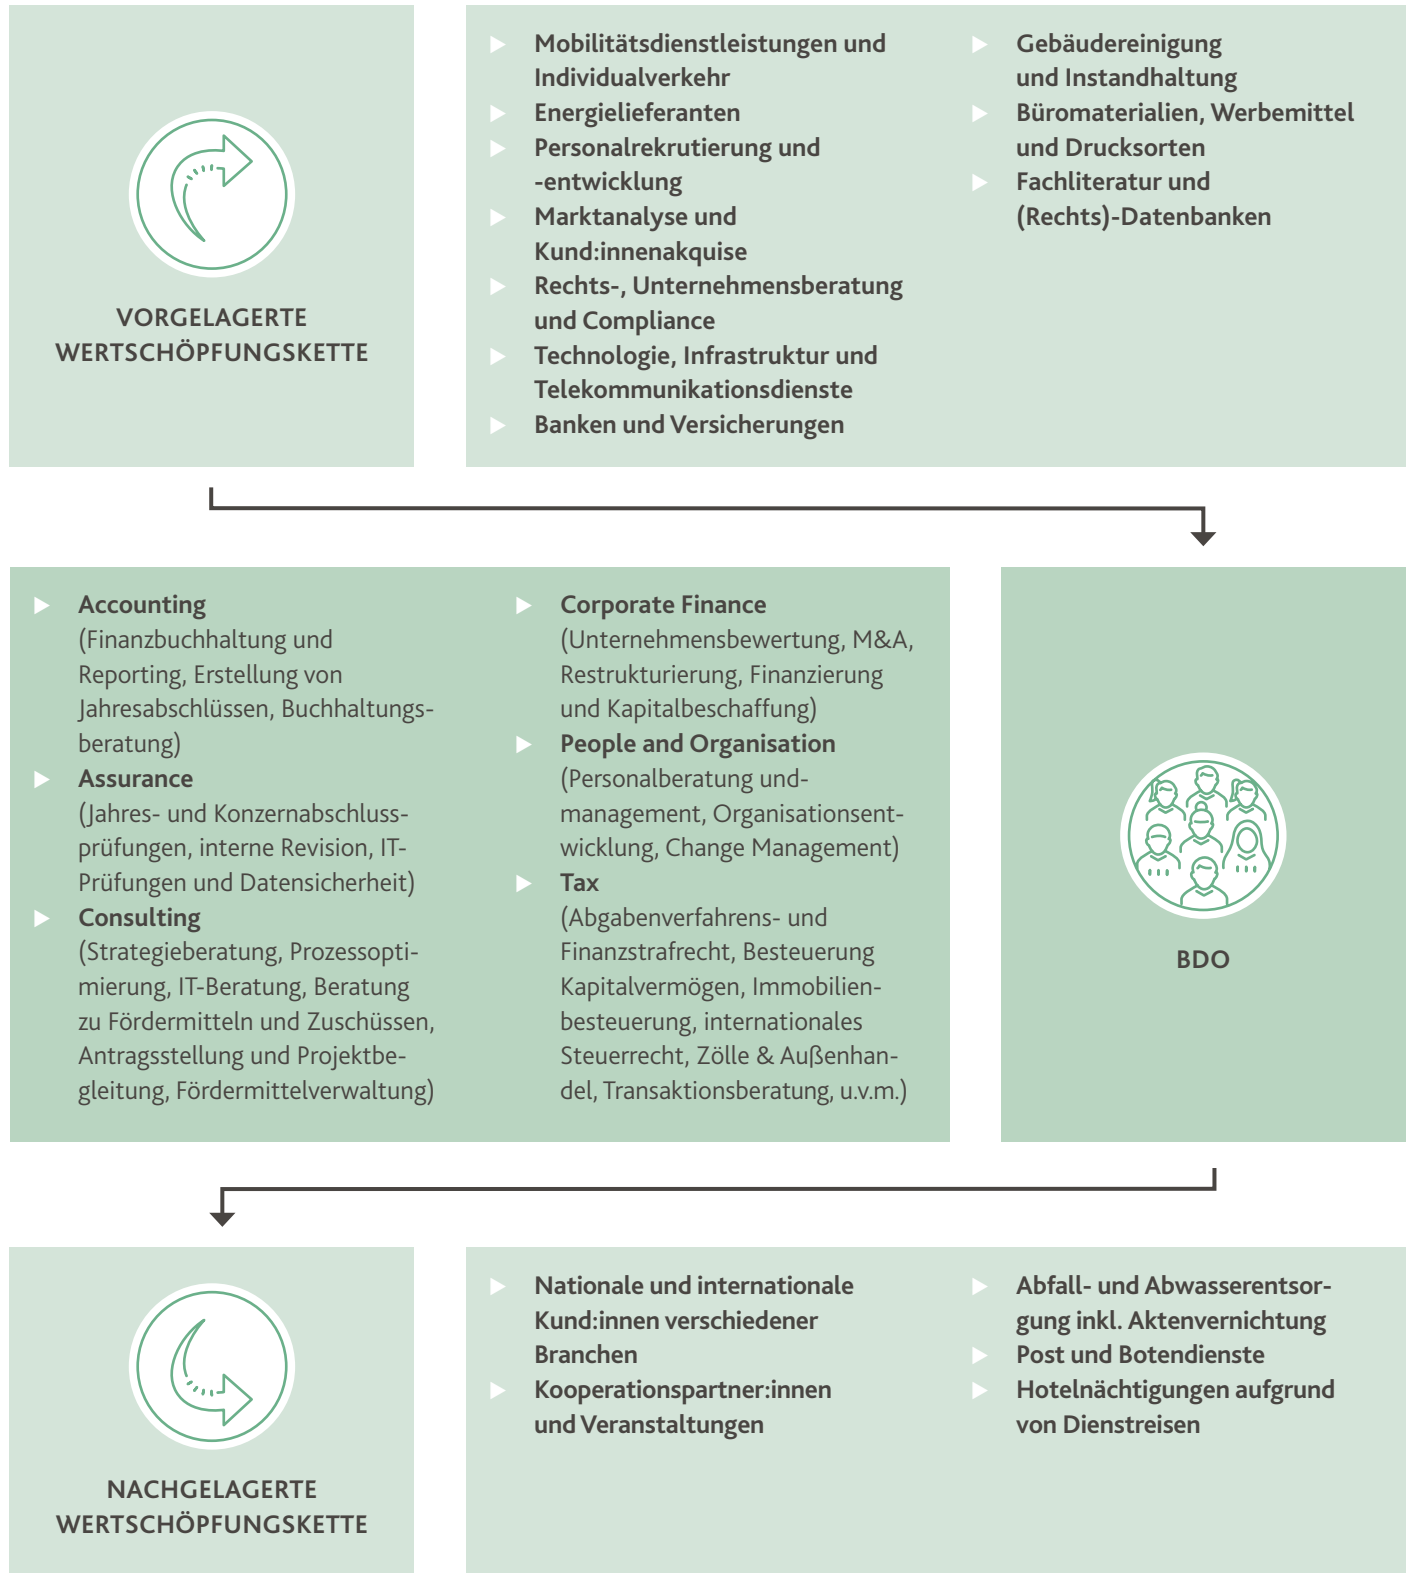 VORGELAGERTE
WERTSCHÖPFUNGSKETTE
Mobilitätsdienstleistungen und
Individualverkehr
Energielieferanten
Personalrekrutierung und
-entwicklung
Marktanalyse und
Kund:innenakquise
Rechts-, Unternehmensberatung
und Compliance
Technologie, Infrastruktur und
Telekommunikationsdienste
Banken und Versicherungen
Gebäudereinigung
und Instandhaltung
Büromaterialien, Werbemittel
und Drucksorten
Fachliteratur und
(Rechts)-Datenbanken
Accounting
(Finanzbuchhaltung und
Reporting, Erstellung von
Jahresabschlüssen, Buchhaltungs-
beratung)
Assurance
(Jahres- und Konzernabschluss-
prüfungen, interne Revision, IT-
Prüfungen und Datensicherheit)
Consulting
(Strategieberatung, Prozessopti-
mierung, IT-Beratung, Beratung
zu Fördermitteln und Zuschüssen,
Antragsstellung und Projektbe-
gleitung, Fördermittelverwaltung)
Corporate Finance
(Unternehmensbewertung, M&A,
Restrukturierung, Finanzierung
und Kapitalbeschaffung)
People and Organisation
(Personalberatung und-
management, Organisationsent-
wicklung, Change Management)
Tax
(Abgabenverfahrens- und
Finanzstrafrecht, Besteuerung
Kapitalvermögen, Immobilien-
besteuerung, internationales
Steuerrecht, Zölle & Außenhan-
del, Transaktionsberatung, u.v.m.)
BDO
NACHGELAGERTE
WERTSCHÖPFUNGSKETTE
Nationale und internationale
Kund:innen verschiedener
Branchen
Kooperationspartner:innen
und Veranstaltungen
Abfall- und Abwasserentsor-
gung inkl. Aktenvernichtung
Post und Botendienste
Hotelnächtigungen aufgrund
von Dienstreisen